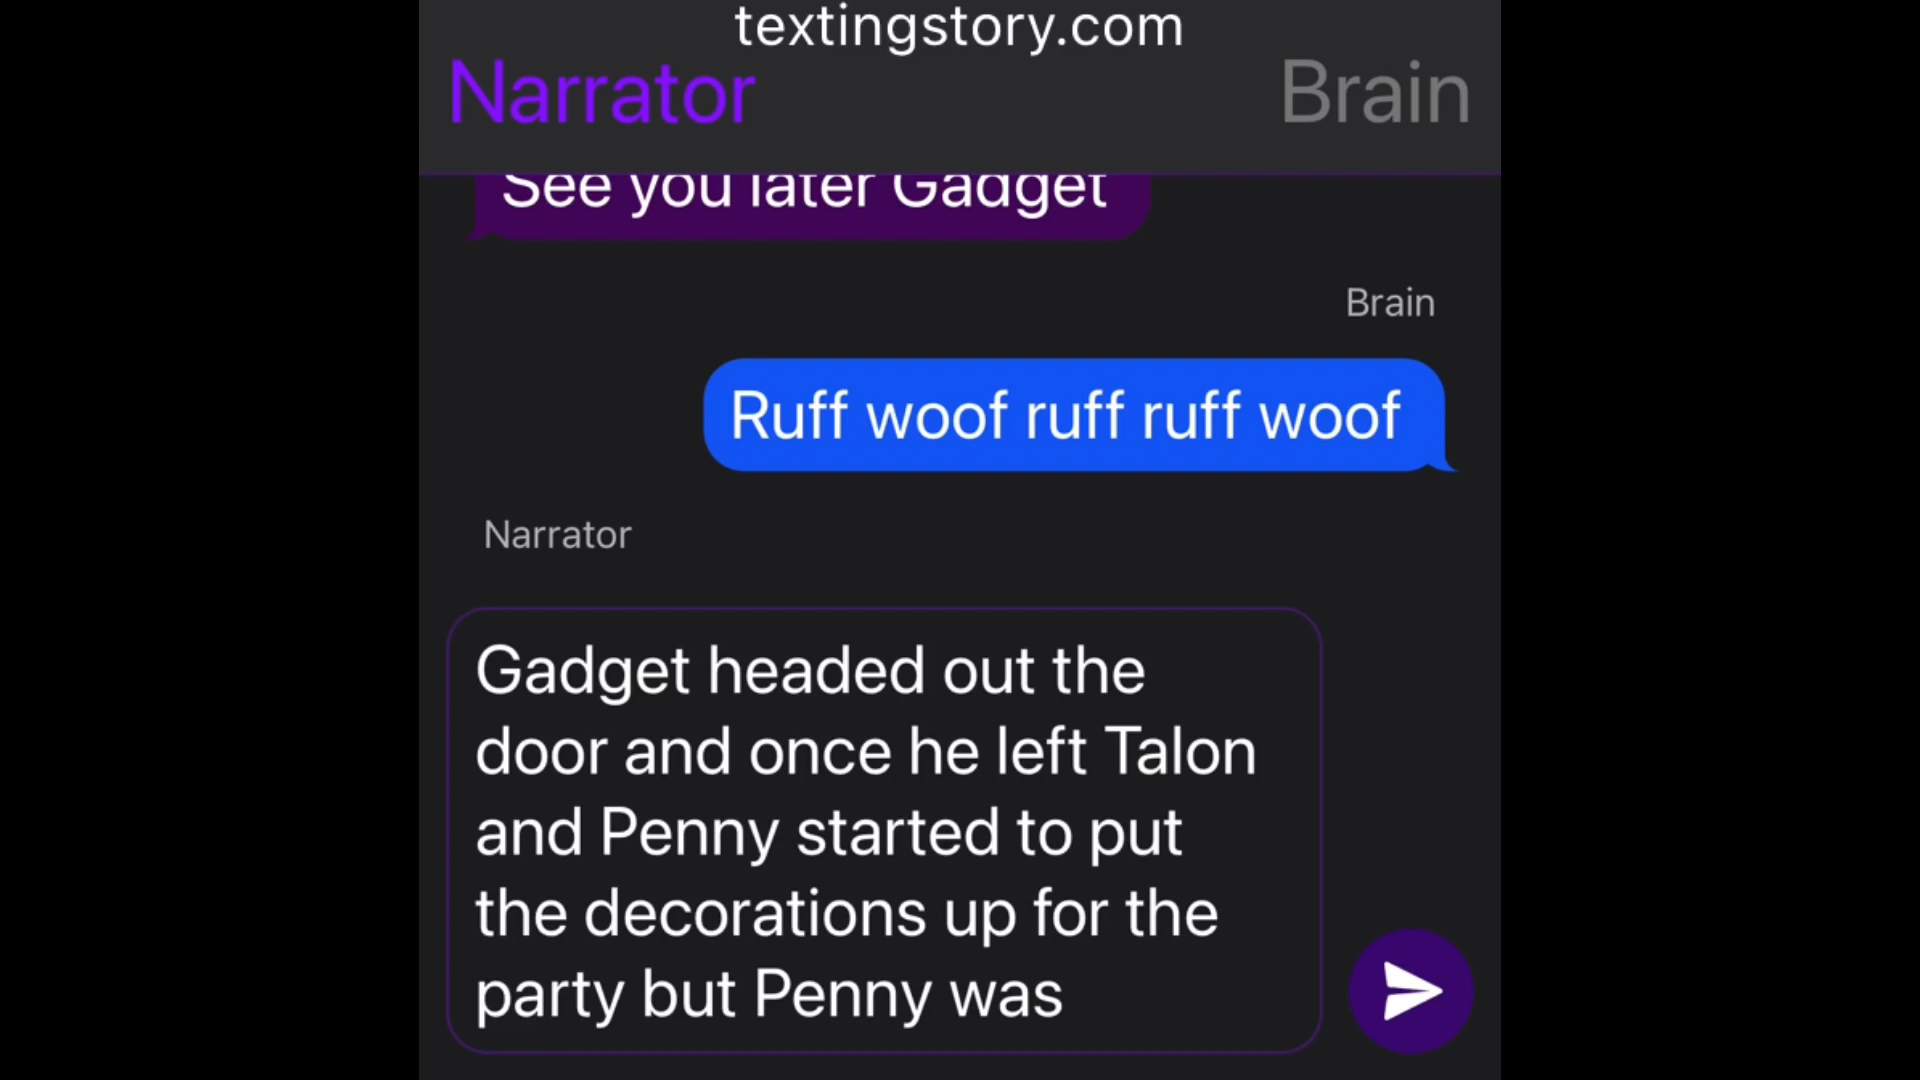 textingstory.com
Narrator
Brain
See you later Gadget
Brain
Ruff woof ruff ruff woof
Narrator
Gadget headed out the
door and once he left Talon
and Penny started to put
the decorations up for the
party but Penny was